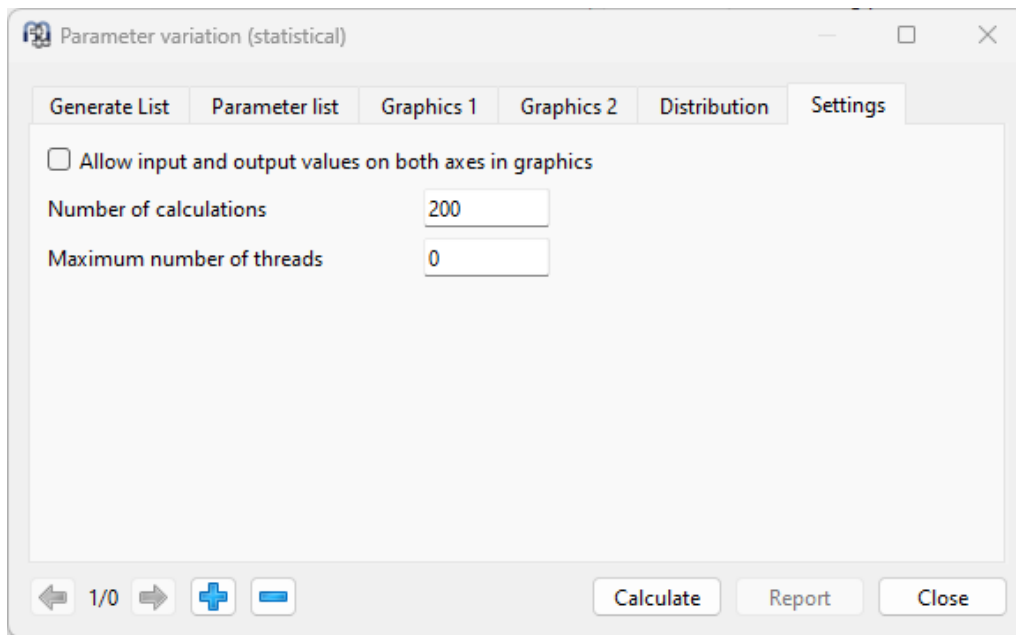 Parameter variation (statistical)
Generate List Parameter list Graphics 1 Graphics 2 Distribution Settings
Allow input and output values on both axes in graphics
Number of calculations 200
Maximum number of threads 0
1/0 Calculate Report Close